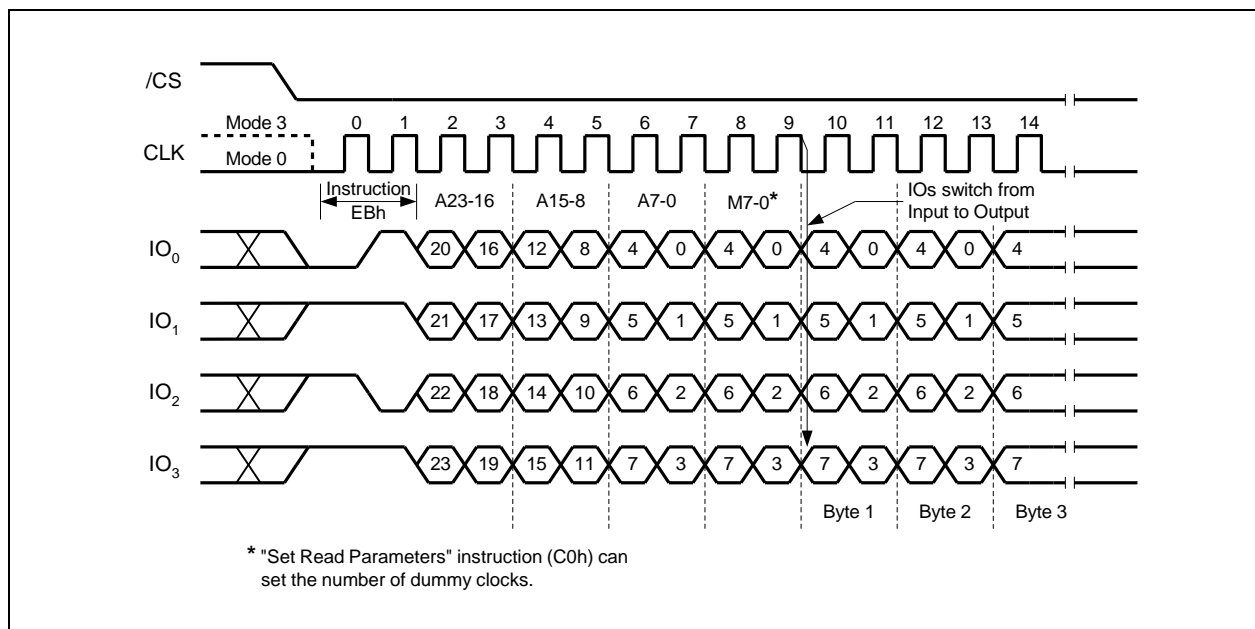 /CS
Mode 3 0 1 2 3 4 5 6 7 8 9 10 11 12 13 14
CLK Mode 0
Instruction A23-16 A15-8 A7-0 M7-0* IOs switch from
EBh Input to Output
IO0 20 16 12 8 4 0 4 0 4 0 4 0 4
IO1 21 17 13 9 5 1 5 1 5 1 5 1 5
IO2 22 18 14 10 6 2 6 2 6 2 6 2 6
IO3 23 19 15 11 7 3 7 3 7 3 7 3 7
Byte 1 Byte 2 Byte 3
* "Set Read Parameters" instruction (C0h) can
set the number of dummy clocks.